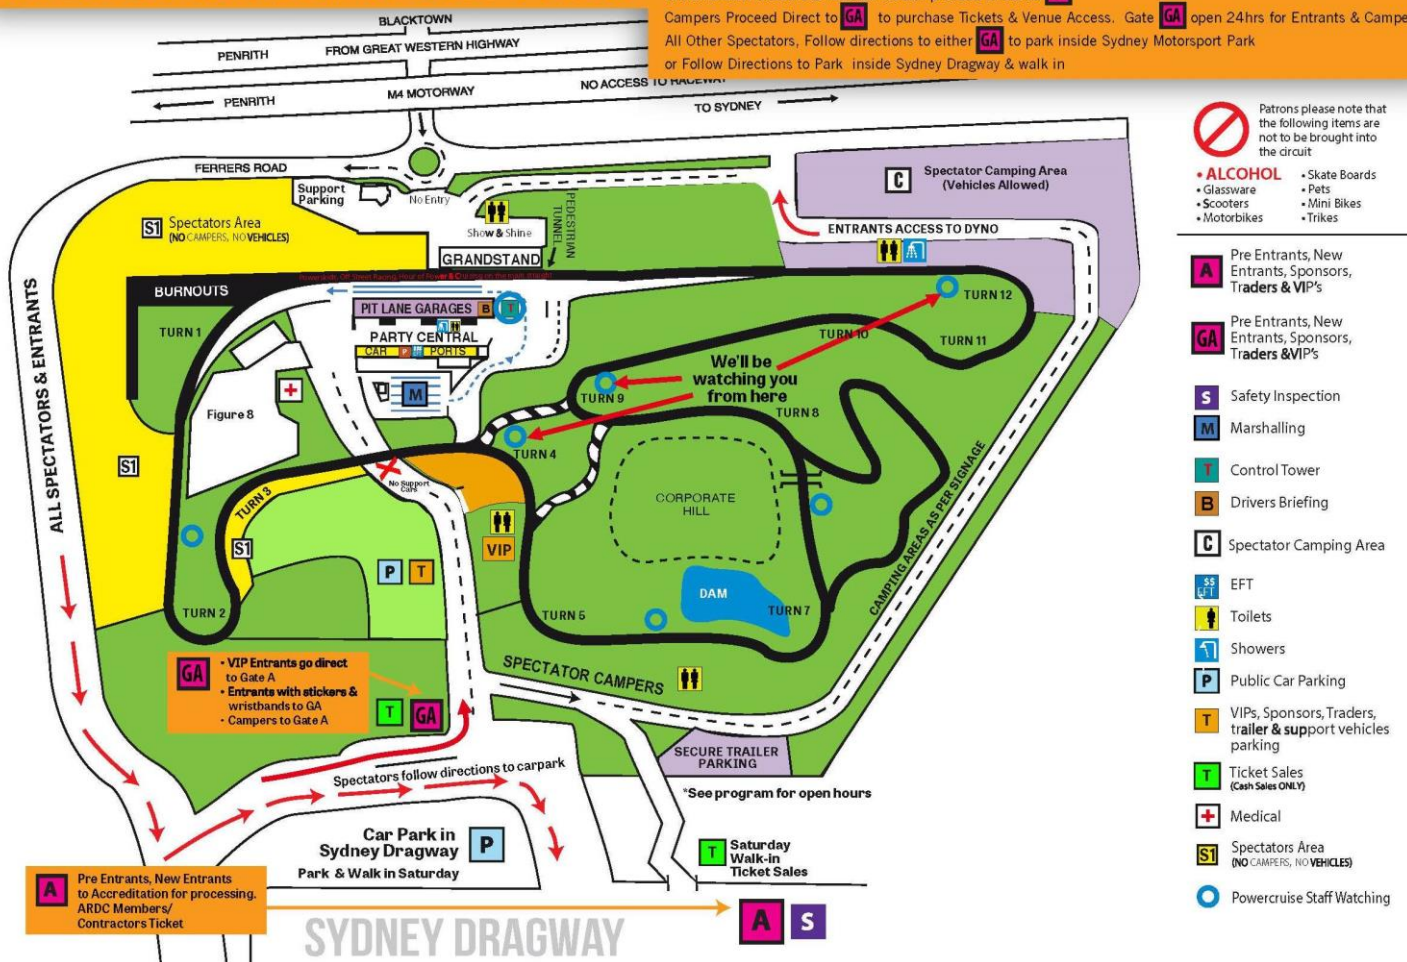 Campers Proceed Direct to GA to purchase Tickets & Venue Access. Gate GA open 24hrs for Entrants & Campe
All Other Spectators, Follow directions to either GA to park inside Sydney Motorsport Park
or Follow Directions to Park inside Sydney Dragway & walk in
BLACKTOWN
PENRITH
FROM GREAT WESTERN HIGHWAY
PENRITH
M4 MOTORWAY
NO ACCESS TO RACEWAY
TO SYDNEY
FERRERS ROAD
Support
Parking
No Entry
Show & Shine
PEDESTRIAN
TUNNEL
GRANDSTAND
C
Spectator Camping Area
(Vehicles Allowed)
ENTRANTS ACCESS TO DYNO
S1
Spectators Area
(NO CAMPERS, NO VEHICLES)
BURNOUTS
TURN 1
PIT LANE GARAGES
B
T
PARTY CENTRAL
CAR
P
PORTS
M
Figure 8
TURN 12
TURN 11
TURN 10
We'll be
watching you
from here
TURN 9
TURN 8
TURN 4
S1
TURN 3
No Support
Cars
S1
TURN 2
P
T
VIP
CORPORATE
HILL
DAM
TURN 7
TURN 5
ALL SPECTATORS & ENTRANTS
CAMPING AREAS AS PER SIGNAGE
SPECTATOR CAMPERS
GA
• VIP Entrants go direct
to Gate A
• Entrants with stickers &
wristbands to GA
• Campers to Gate A
T
GA
SECURE TRAILER
PARKING
*See program for open hours
Spectators follow directions to carpark
Car Park in
Sydney Dragway
P
Park & Walk in Saturday
T
Saturday
Walk-in
Ticket Sales
A
Pre Entrants, New Entrants
to Accreditation for processing.
ARDC Members/
Contractors Ticket
SYDNEY DRAGWAY
A
S
Patrons please note that
the following items are
not to be brought into
the circuit
• ALCOHOL
• Glassware
• Scooters
• Motorbikes
• Skate Boards
• Pets
• Mini Bikes
• Trikes
A
Pre Entrants, New
Entrants, Sponsors,
Traders & VIP's
GA
Pre Entrants, New
Entrants, Sponsors,
Traders &VIP's
S
Safety Inspection
M
Marshalling
T
Control Tower
B
Drivers Briefing
C
Spectator Camping Area
$$
EFT
EFT
Toilets
Showers
P
Public Car Parking
T
VIPs, Sponsors, Traders,
trailer & support vehicles
parking
T
Ticket Sales
(Cash Sales ONLY)
Medical
S1
Spectators Area
(NO CAMPERS, NO VEHICLES)
Powercruise Staff Watching